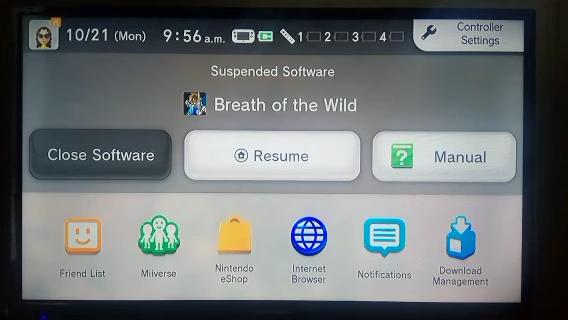 10/21 (Mon) 9:56 a.m. 1 2 3 4
Controller
Settings
Suspended Software
Breath of the Wild
Close Software
Resume
? Manual
Friend List
Miiverse
Nintendo
eShop
Internet
Browser
Notifications
Download
Management